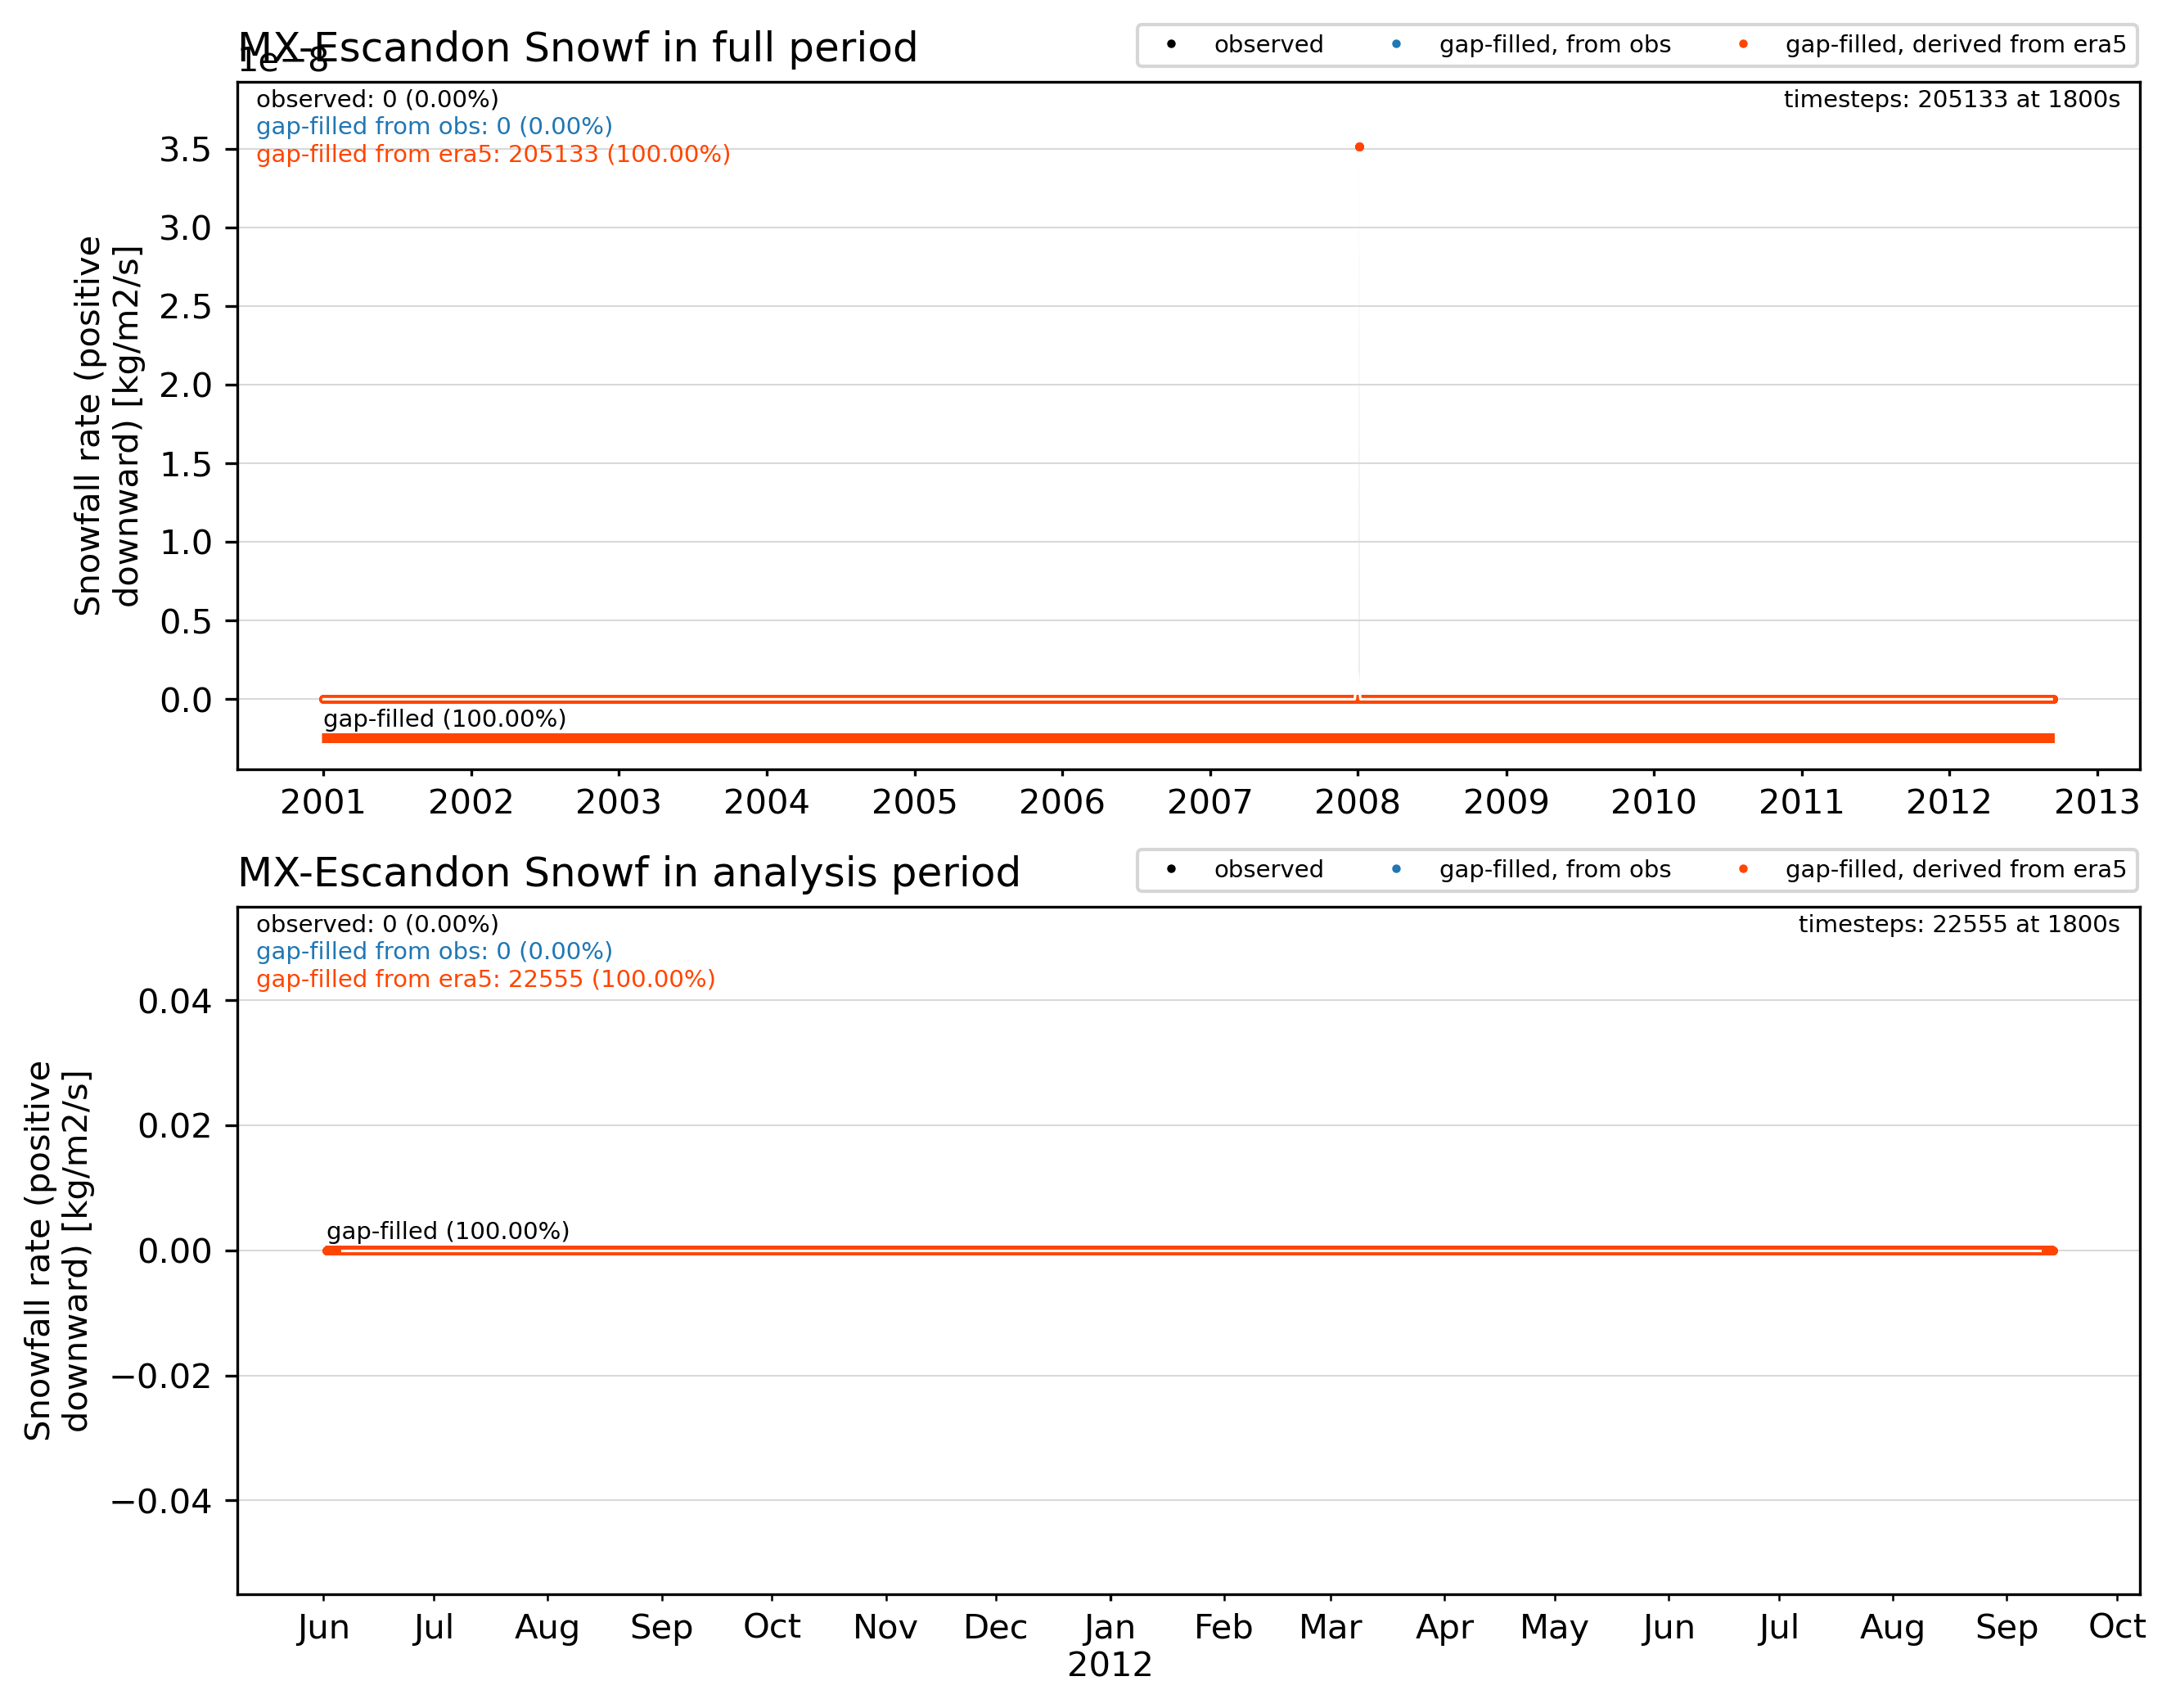 MX-Escandon Snowf in full period
observed
gap-filled, from obs
gap-filled, derived from era5
1e−8
observed: 0 (0.00%)
timesteps: 205133 at 1800s
gap-filled from obs: 0 (0.00%)
gap-filled from era5: 205133 (100.00%)
Snowfall rate (positive
downward) [kg/m2/s]
3.5
3.0
2.5
2.0
1.5
1.0
0.5
0.0
gap-filled (100.00%)
2001 2002 2003 2004 2005 2006 2007 2008 2009 2010 2011 2012 2013
MX-Escandon Snowf in analysis period
observed
gap-filled, from obs
gap-filled, derived from era5
observed: 0 (0.00%)
timesteps: 22555 at 1800s
gap-filled from obs: 0 (0.00%)
gap-filled from era5: 22555 (100.00%)
Snowfall rate (positive
downward) [kg/m2/s]
0.04
0.02
0.00
−0.02
−0.04
gap-filled (100.00%)
Jun Jul Aug Sep Oct Nov Dec Jan Feb Mar Apr May Jun Jul Aug Sep Oct
2012